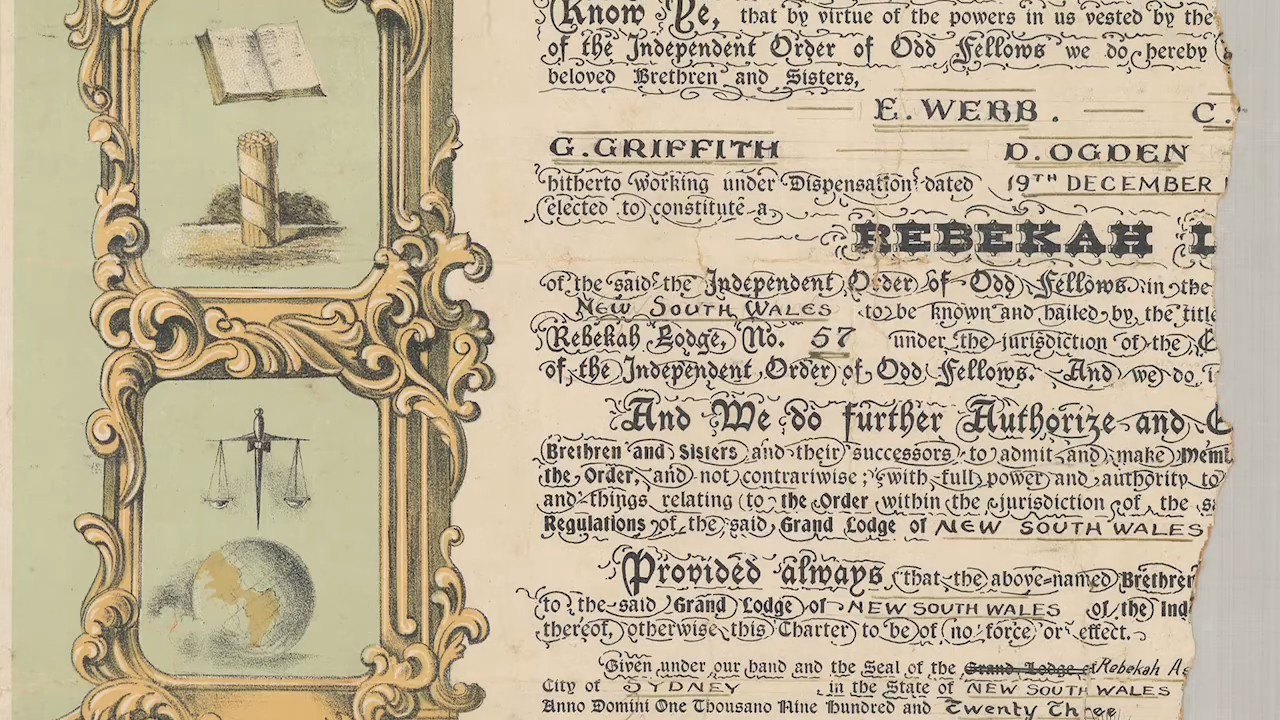 Know Ye, that by virtue of the powers in us vested by the
of the Independent Order of Odd Fellows we do hereby
beloved Brethren and Sisters,
E. WEBB. C.
G. GRIFFITH D. OGDEN
hitherto working under Dispensation dated 19TH DECEMBER
elected to constitute a
REBEKAH L
of the said the Independent Order of Odd Fellows in the
NEW SOUTH WALES to be known and hailed by the title
Rebekah Lodge, No. 57 under the jurisdiction of the
of the Independent Order of Odd Fellows. And we do
And We do further Authorize and
Brethren and Sisters and their successors to admit and make Mem
the Order, and not contrariwise; with full power and authority to
and things relating to the Order within the jurisdiction of the s
Regulations of the said Grand Lodge of NEW SOUTH WALES
Provided always that the above-named Brethren
to the said Grand Lodge of NEW SOUTH WALES of the Ind
thereof, otherwise this Charter to be of no force or effect.
Given under our hand and the Seal of the Grand Lodge of Rebekah As
City of SYDNEY in the State of NEW SOUTH WALES
Anno Domini One Thousand Nine Hundred and Twenty Three